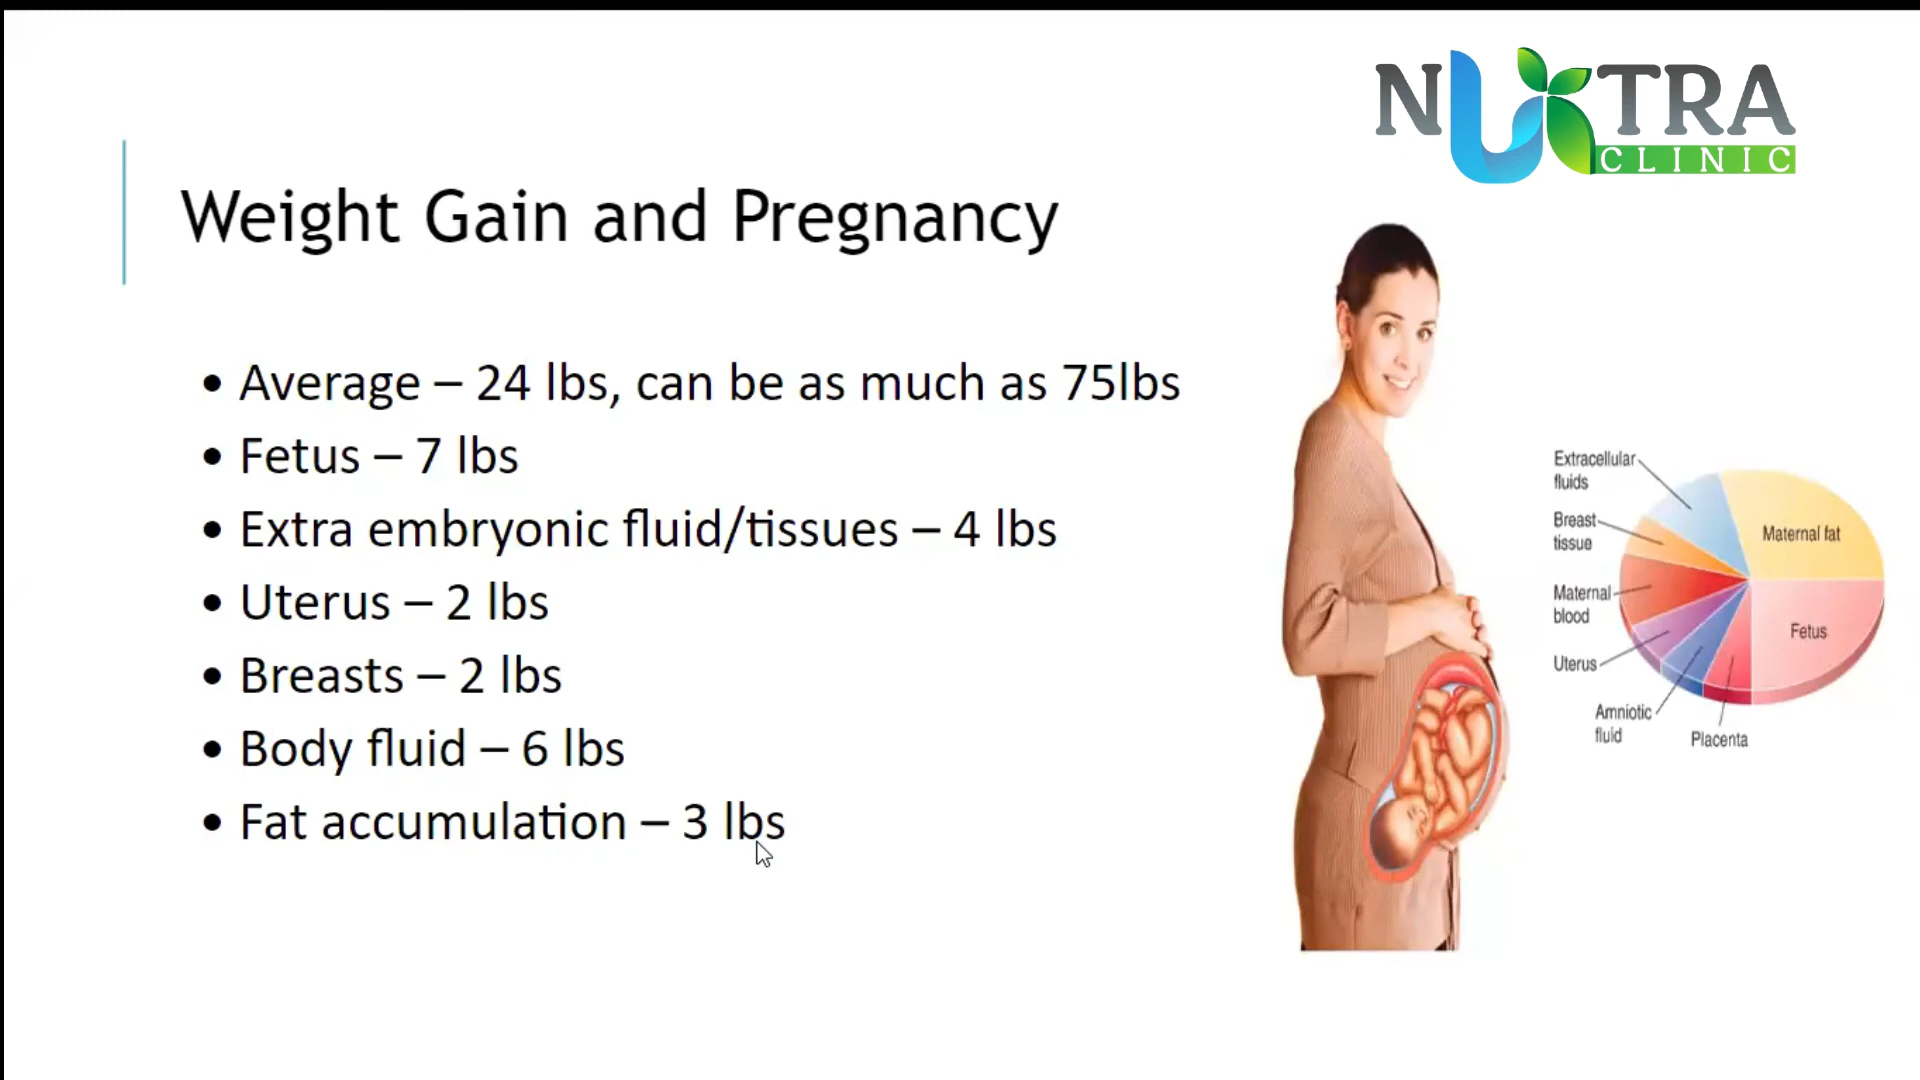 NUTRA
CLINIC
Weight Gain and Pregnancy
• Average – 24 lbs, can be as much as 75lbs
• Fetus – 7 lbs
• Extra embryonic fluid/tissues – 4 lbs
• Uterus – 2 lbs
• Breasts – 2 lbs
• Body fluid – 6 lbs
• Fat accumulation – 3 lbs
Extracellular
fluids
Breast
tissue
Maternal
blood
Uterus
Amniotic
fluid
Placenta
Maternal fat
Fetus